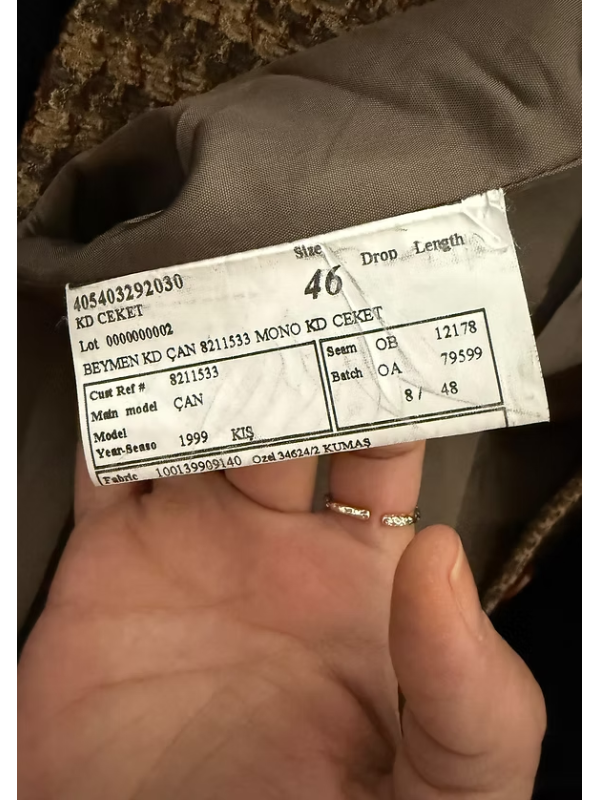 Size Drop Length
405403292030 46
KD CEKET
Lot 0000000002
BEYMEN KD ÇAN 8211533 MONO KD CEKET
Cust Ref # 8211533
Main model ÇAN
Model
Year-Seaso 1999 KIŞ
Seam OB 12178
Batch OA 79599
8 / 48
Fabric 100139909140 Ozel 34624/2 KUMAŞ